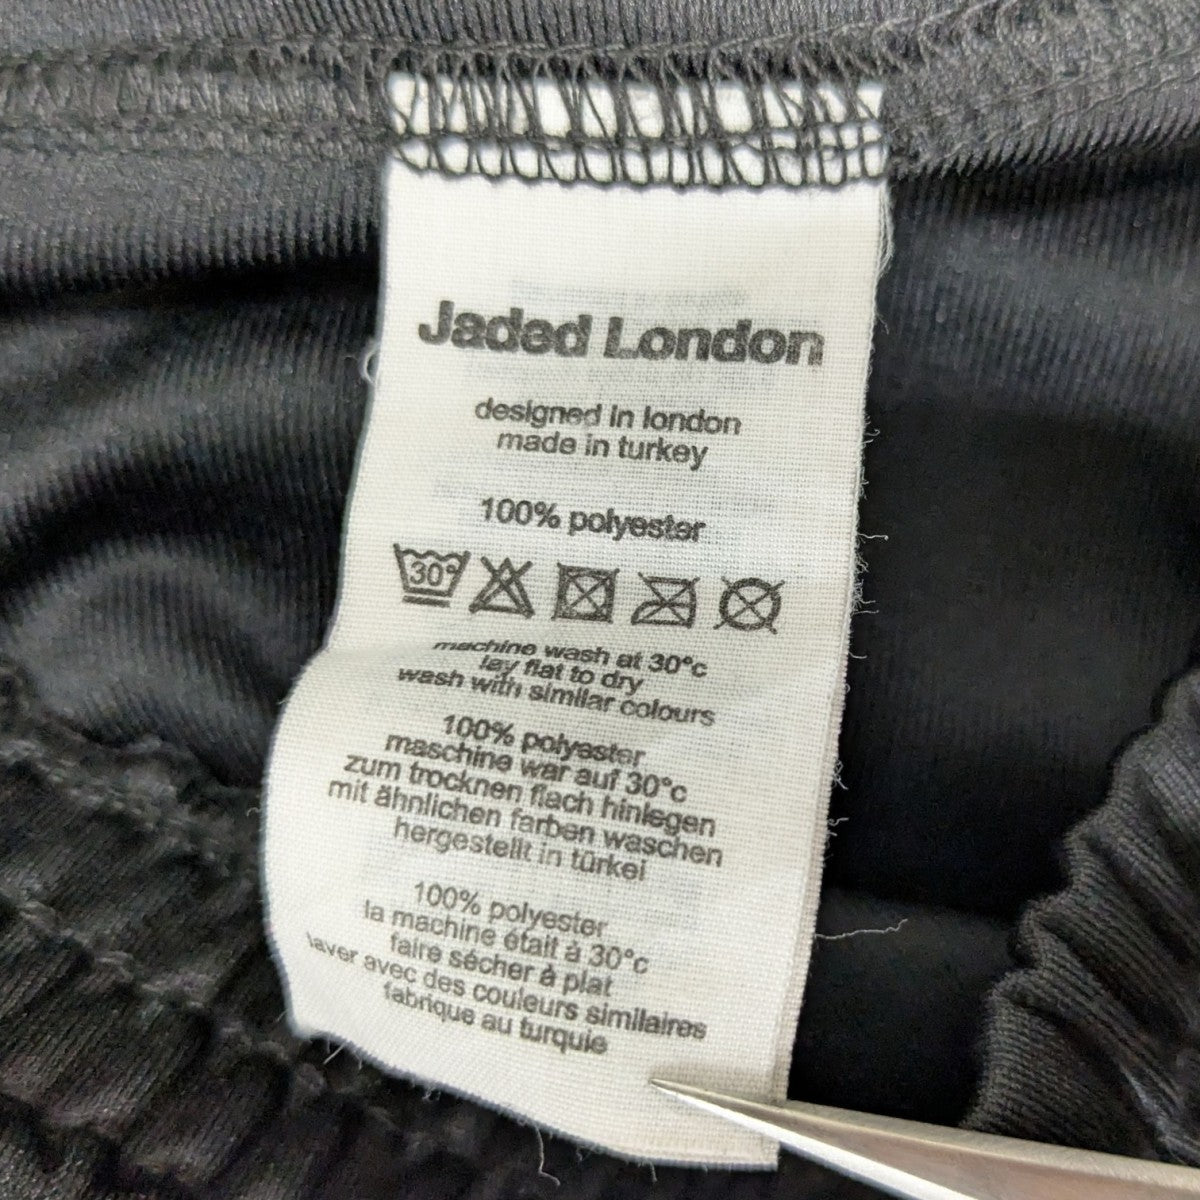 Jaded London
designed in london
made in turkey
100% polyester
30°
machine wash at 30°c
lay flat to dry
wash with similar colours
100% polyester
maschine war auf 30°c
zum trocknen flach hinlegen
mit ähnlichen farben waschen
hergestellt in türkei
100% polyester
la machine était à 30°c
faire sécher à plat
laver avec des couleurs similaires
fabrique au turquie